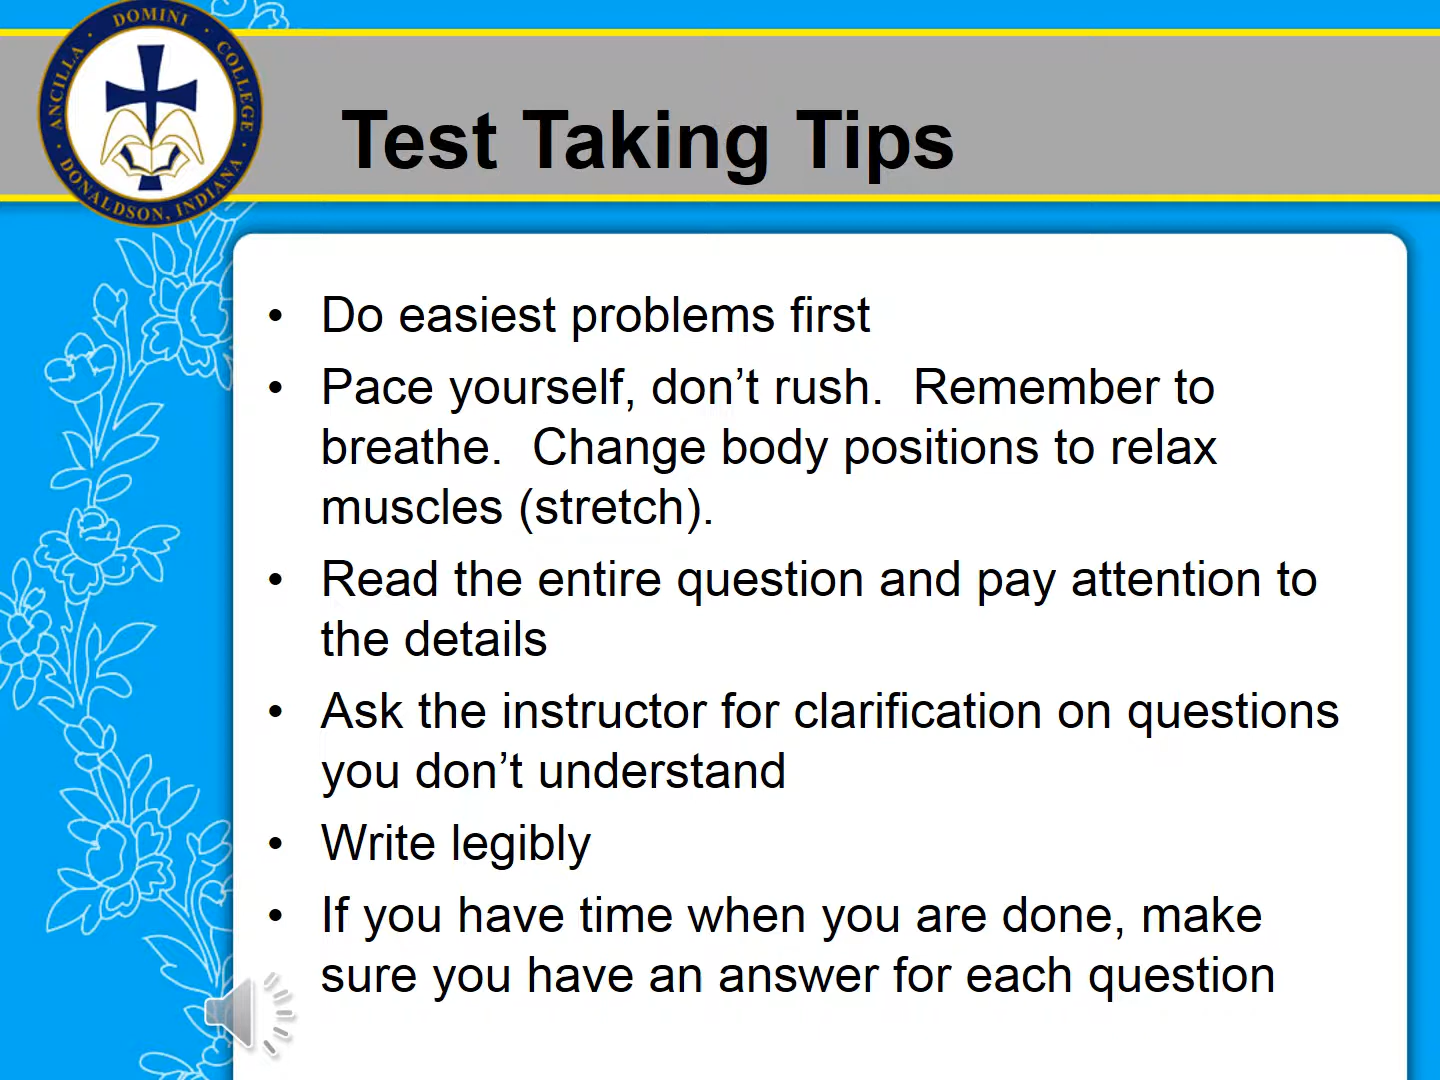 ANCILLA · DOMINI · COLLEGE
· DONALDSON, INDIANA ·
Test Taking Tips
• Do easiest problems first
• Pace yourself, don’t rush.  Remember to
breathe.  Change body positions to relax
muscles (stretch).
• Read the entire question and pay attention to
the details
• Ask the instructor for clarification on questions
you don’t understand
• Write legibly
• If you have time when you are done, make
sure you have an answer for each question